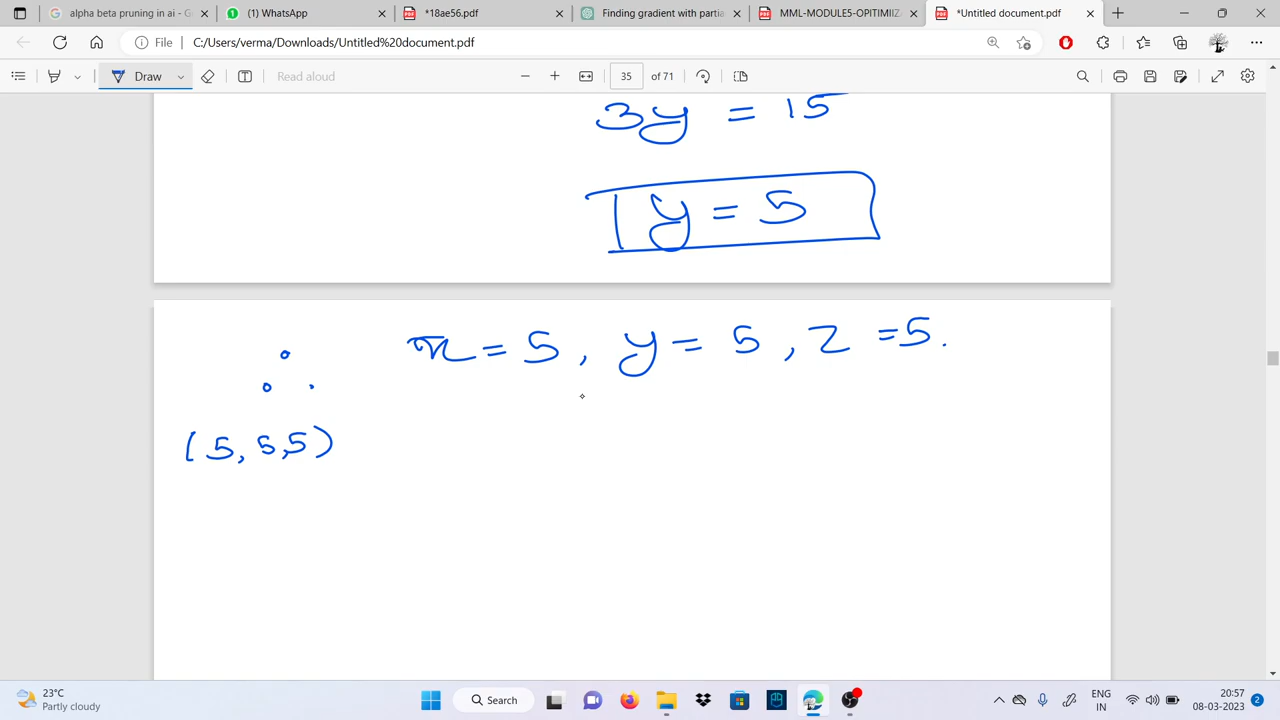 alpha beta pruning in ai - G
(1) WhatsApp
*18ae56.pdf
Finding gradient with partia
MML-MODULE5-OPITIMIIZA
*Untitled document.pdf
File C:/Users/verma/Downloads/Untitled%20document.pdf
Draw
Read aloud
35 of 71
3y = 15
y = 5
∴ x = 5, y = 5, z = 5.
(5, 5, 5)
23°C
Partly cloudy
Search
ENG
IN
20:57
08-03-2023
2